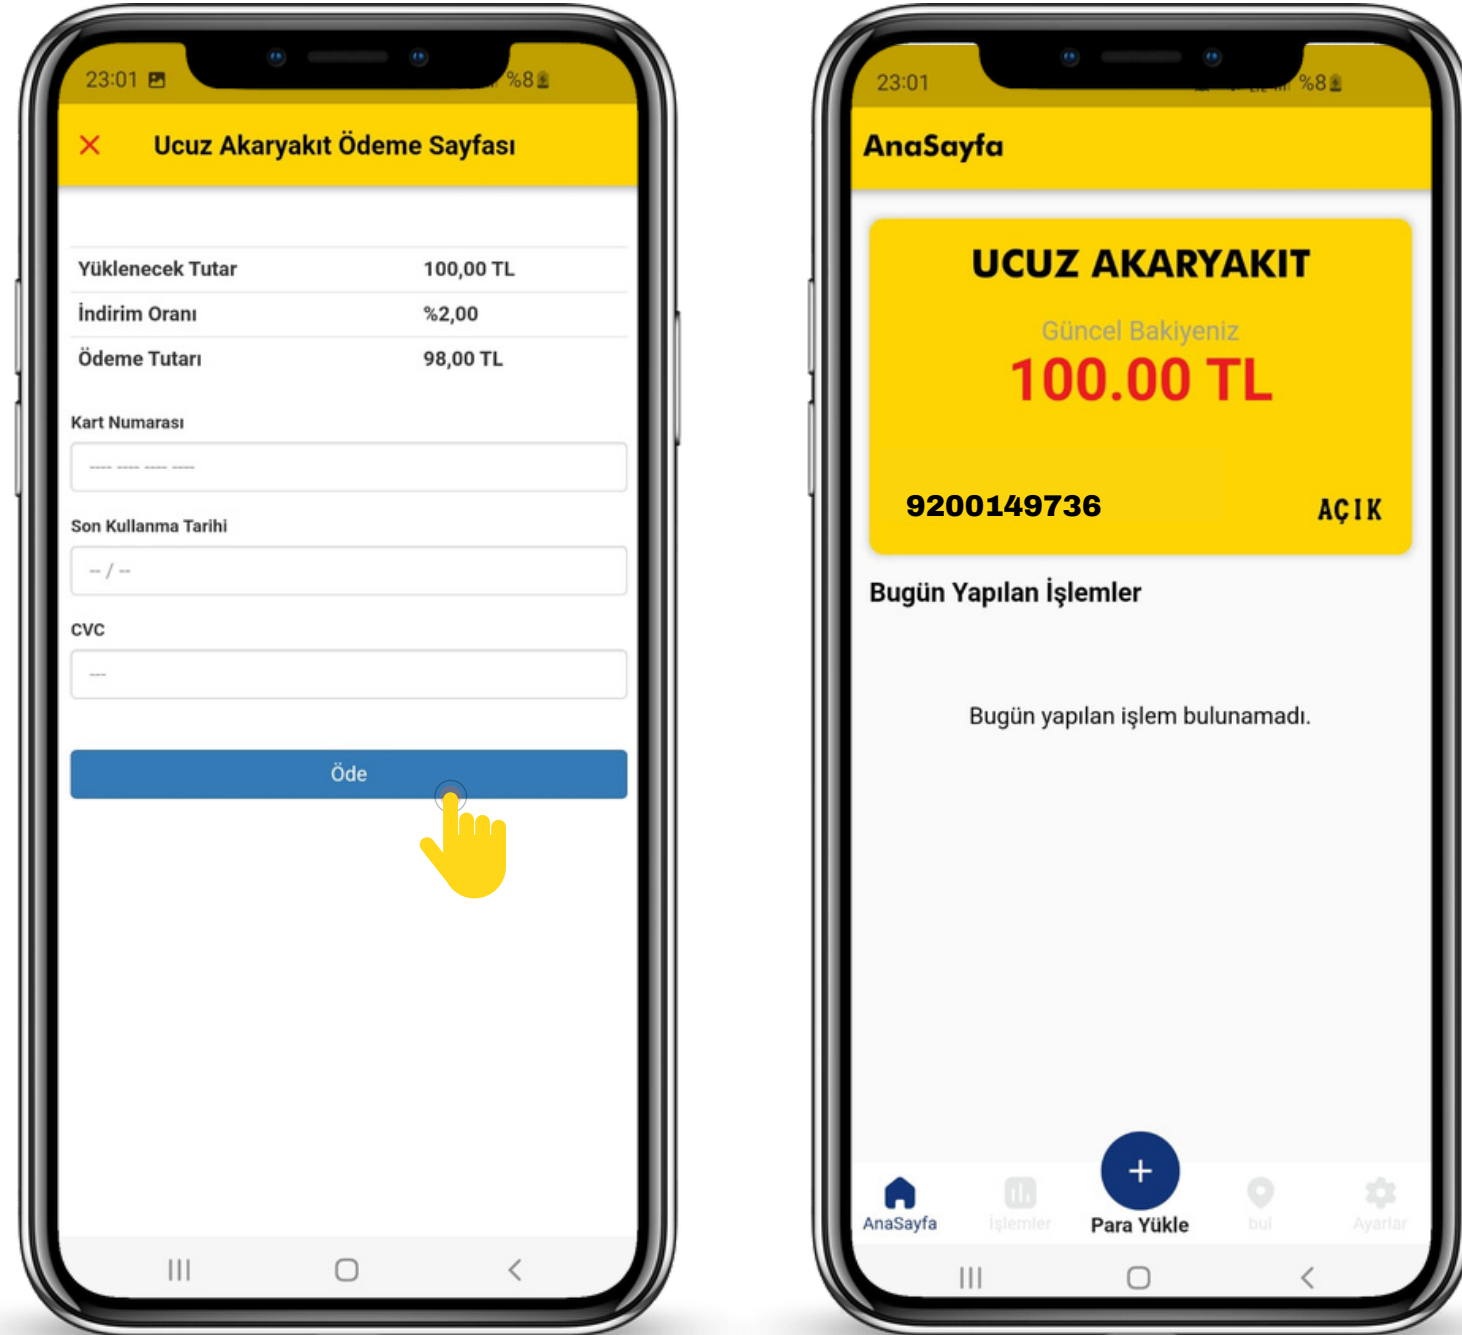 23:01
%8
Ucuz Akaryakıt Ödeme Sayfası
Yüklenecek Tutar 100,00 TL
İndirim Oranı %2,00
Ödeme Tutarı 98,00 TL
Kart Numarası
---- ---- ---- ----
Son Kullanma Tarihi
-- / --
CVC
---
Öde
23:01
%8
AnaSayfa
UCUZ AKARYAKIT
Güncel Bakiyeniz
100.00 TL
9200149736 AÇIK
Bugün Yapılan İşlemler
Bugün yapılan işlem bulunamadı.
AnaSayfa İşlemler Para Yükle bul Ayarlar